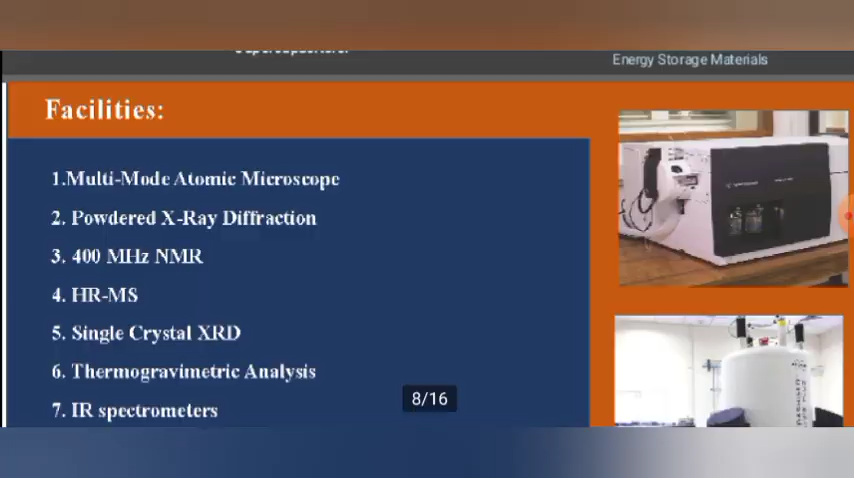 Energy Storage Materials
Facilities:
1.Multi-Mode Atomic Microscope
2. Powdered X-Ray Diffraction
3. 400 MHz NMR
4. HR-MS
5. Single Crystal XRD
6. Thermogravimetric Analysis
7. IR spectrometers
8/16